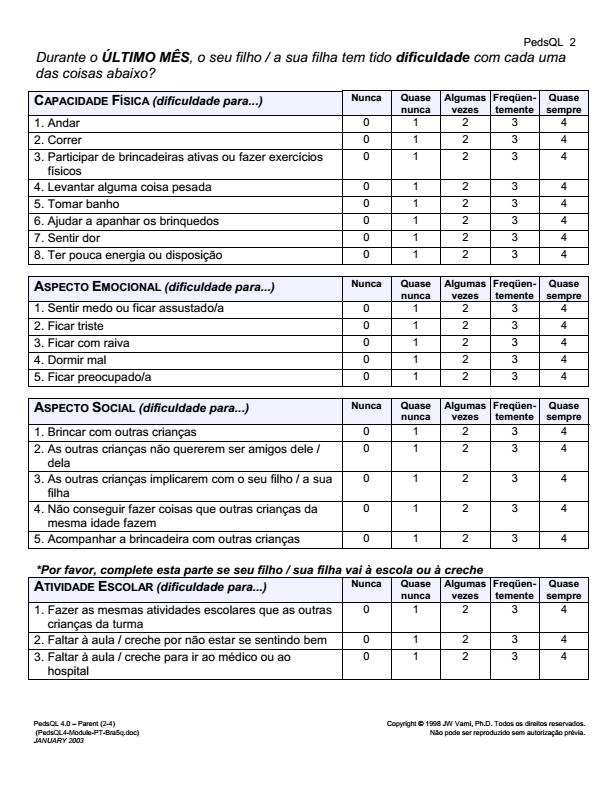 PedsQL 2
Durante o ÚLTIMO MÊS, o seu filho / a sua filha tem tido dificuldade com cada uma
das coisas abaixo?
CAPACIDADE FÍSICA (dificuldade para...) Nunca Quase nunca Algumas vezes Freqüen-temente Quase sempre
1. Andar 0 1 2 3 4
2. Correr 0 1 2 3 4
3. Participar de brincadeiras ativas ou fazer exercícios 0 1 2 3 4
físicos
4. Levantar alguma coisa pesada 0 1 2 3 4
5. Tomar banho 0 1 2 3 4
6. Ajudar a apanhar os brinquedos 0 1 2 3 4
7. Sentir dor 0 1 2 3 4
8. Ter pouca energia ou disposição 0 1 2 3 4
ASPECTO EMOCIONAL (dificuldade para...) Nunca Quase nunca Algumas vezes Freqüen-temente Quase sempre
1. Sentir medo ou ficar assustado/a 0 1 2 3 4
2. Ficar triste 0 1 2 3 4
3. Ficar com raiva 0 1 2 3 4
4. Dormir mal 0 1 2 3 4
5. Ficar preocupado/a 0 1 2 3 4
ASPECTO SOCIAL (dificuldade para...) Nunca Quase nunca Algumas vezes Freqüen-temente Quase sempre
1. Brincar com outras crianças 0 1 2 3 4
2. As outras crianças não quererem ser amigos dele / 0 1 2 3 4
dela
3. As outras crianças implicarem com o seu filho / a sua 0 1 2 3 4
filha
4. Não conseguir fazer coisas que outras crianças da 0 1 2 3 4
mesma idade fazem
5. Acompanhar a brincadeira com outras crianças 0 1 2 3 4
*Por favor, complete esta parte se seu filho / sua filha vai à escola ou à creche
ATIVIDADE ESCOLAR (dificuldade para...) Nunca Quase nunca Algumas vezes Freqüen-temente Quase sempre
1. Fazer as mesmas atividades escolares que as outras 0 1 2 3 4
crianças da turma
2. Faltar à aula / creche por não estar se sentindo bem 0 1 2 3 4
3. Faltar à aula / creche para ir ao médico ou ao 0 1 2 3 4
hospital
PedsQL 4.0 – Parent (2-4) Copyright © 1998 JW Varni, Ph.D. Todos os direitos reservados.
(PedsQL4-Module-PT-Bra5q.doc) Não pode ser reproduzido sem autorização prévia.
JANUARY 2003